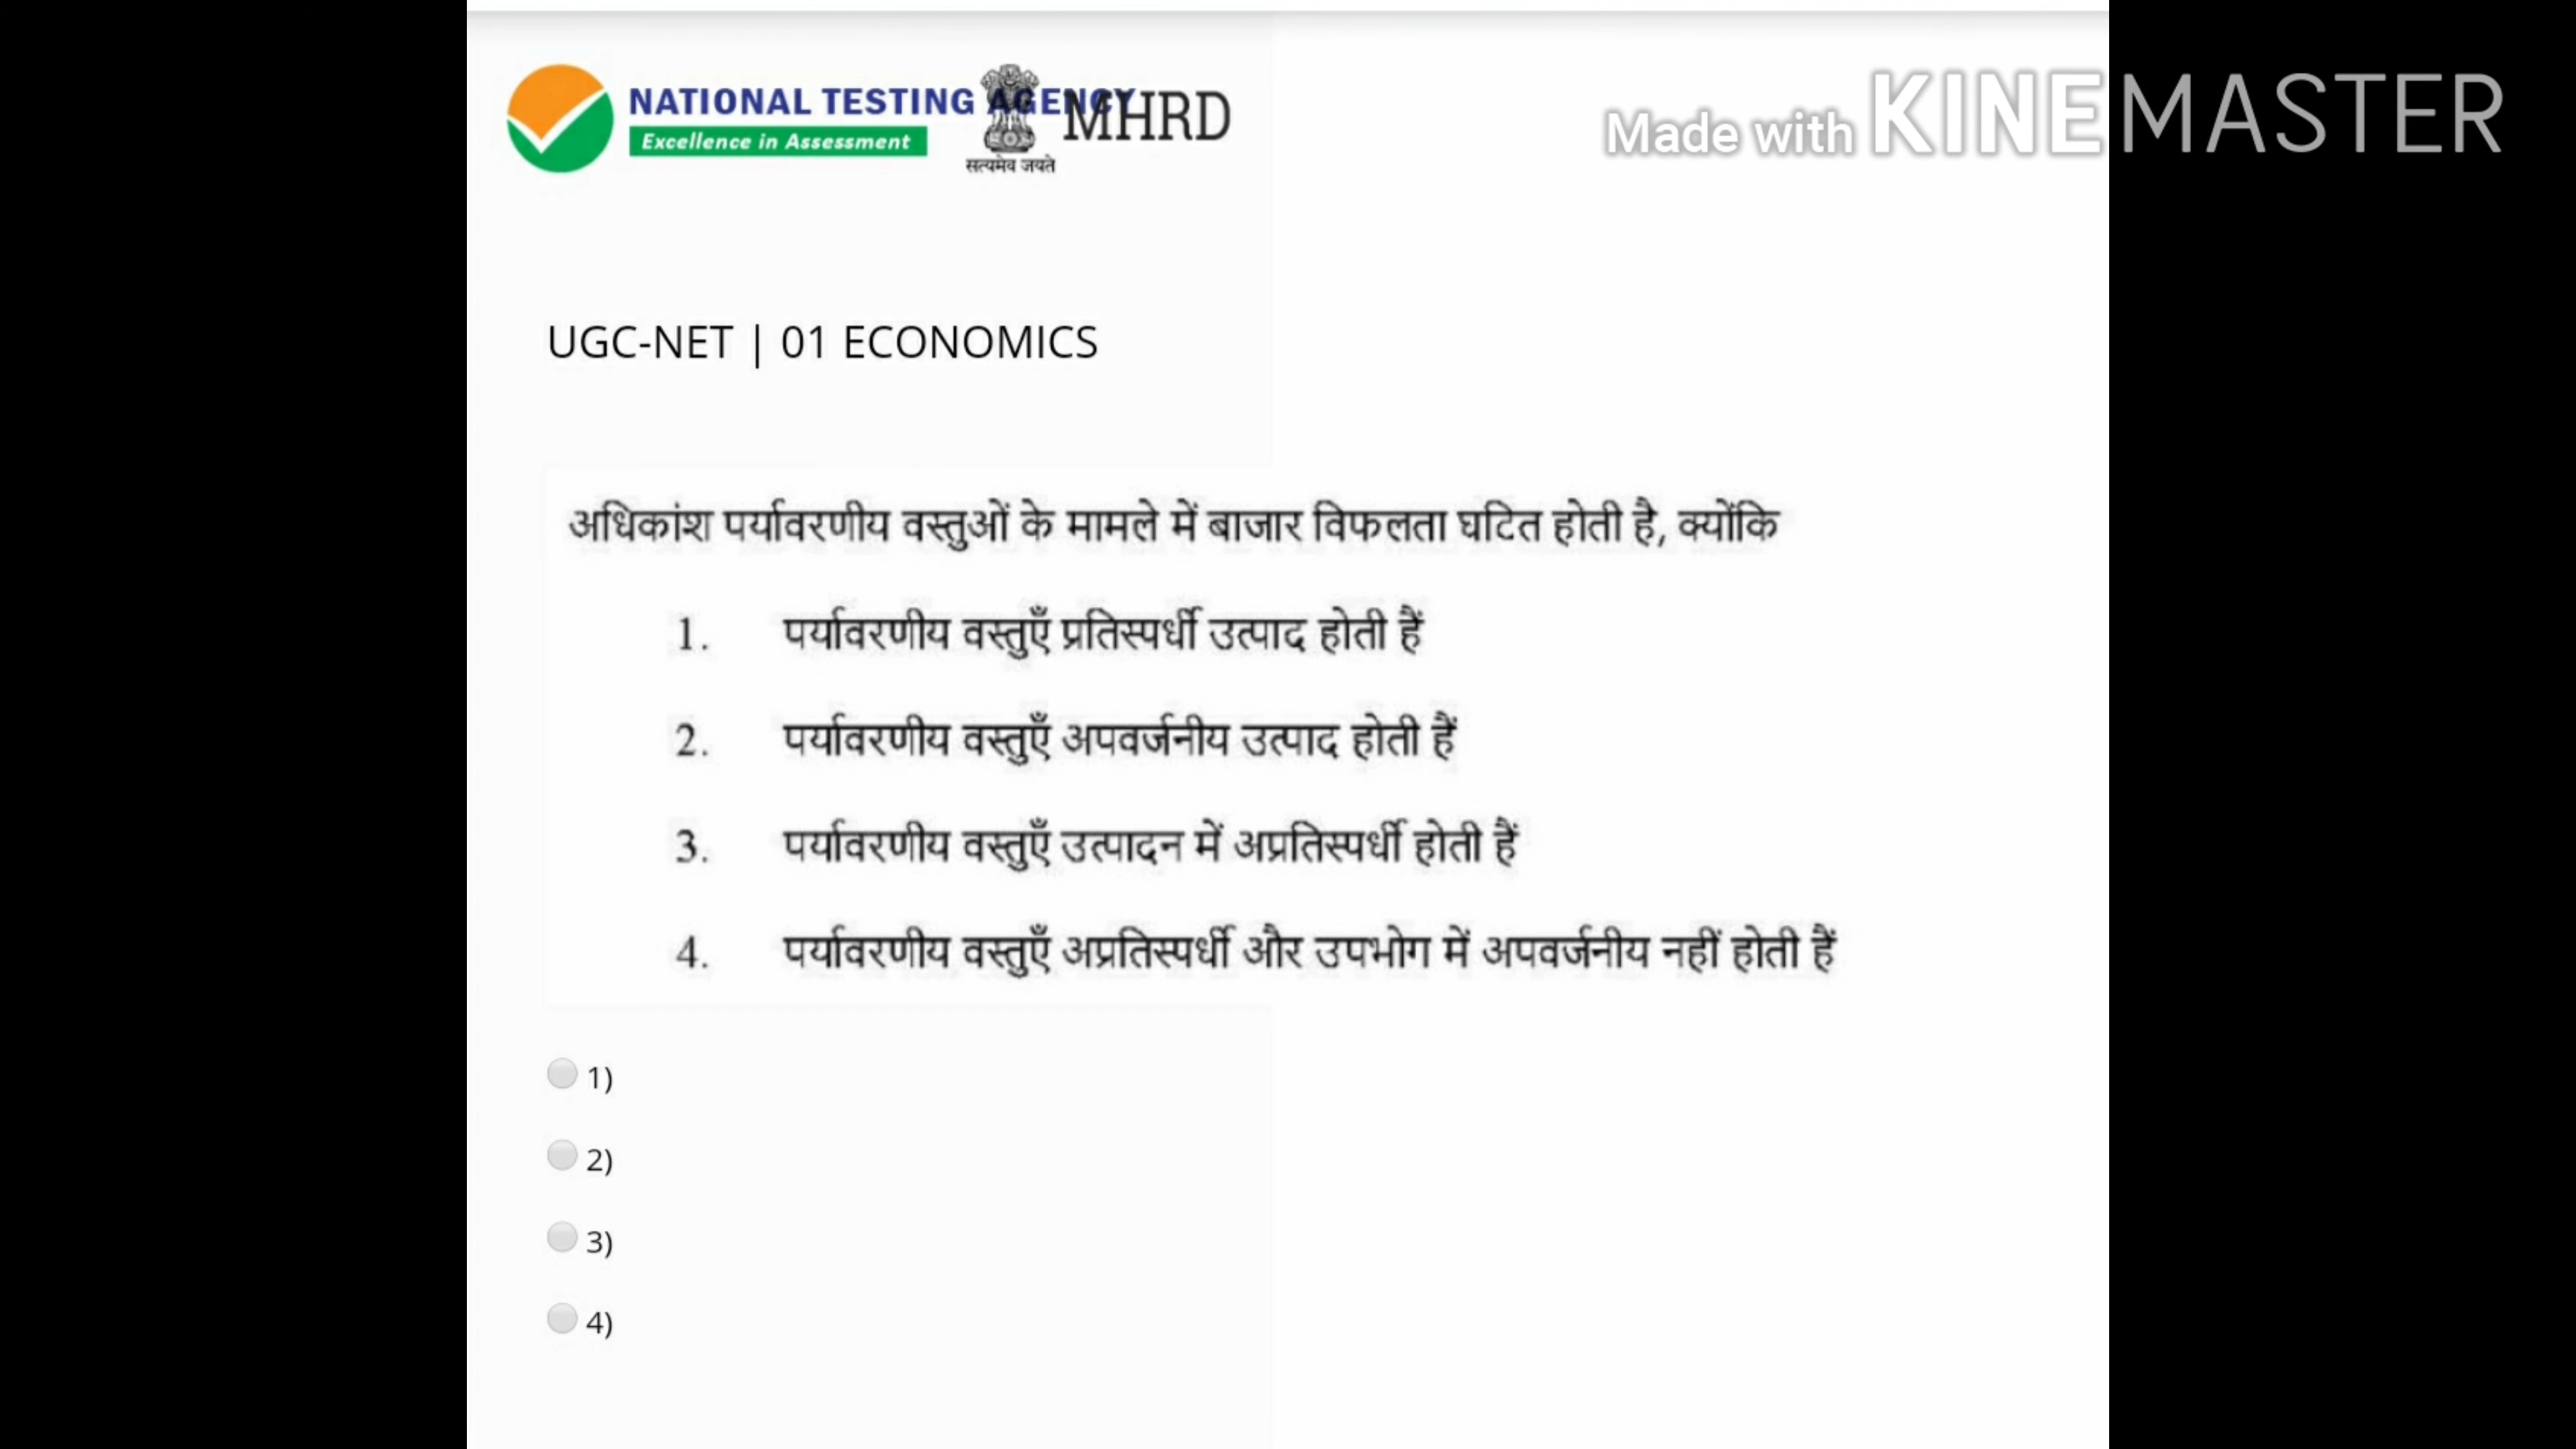 NATIONAL TESTING AGENCY
MHRD
Made with KINEMASTER
Excellence in Assessment
सत्यमेव जयते
UGC-NET | 01 ECONOMICS
अधिकांश पर्यावरणीय वस्तुओं के मामले में बाजार विफलता घटित होती है, क्योंकि
1. पर्यावरणीय वस्तुएँ प्रतिस्पर्धी उत्पाद होती हैं
2. पर्यावरणीय वस्तुएँ अपवर्जनीय उत्पाद होती हैं
3. पर्यावरणीय वस्तुएँ उत्पादन में अप्रतिस्पर्धी होती हैं
4. पर्यावरणीय वस्तुएँ अप्रतिस्पर्धी और उपभोग में अपवर्जनीय नहीं होती हैं
1)
2)
3)
4)